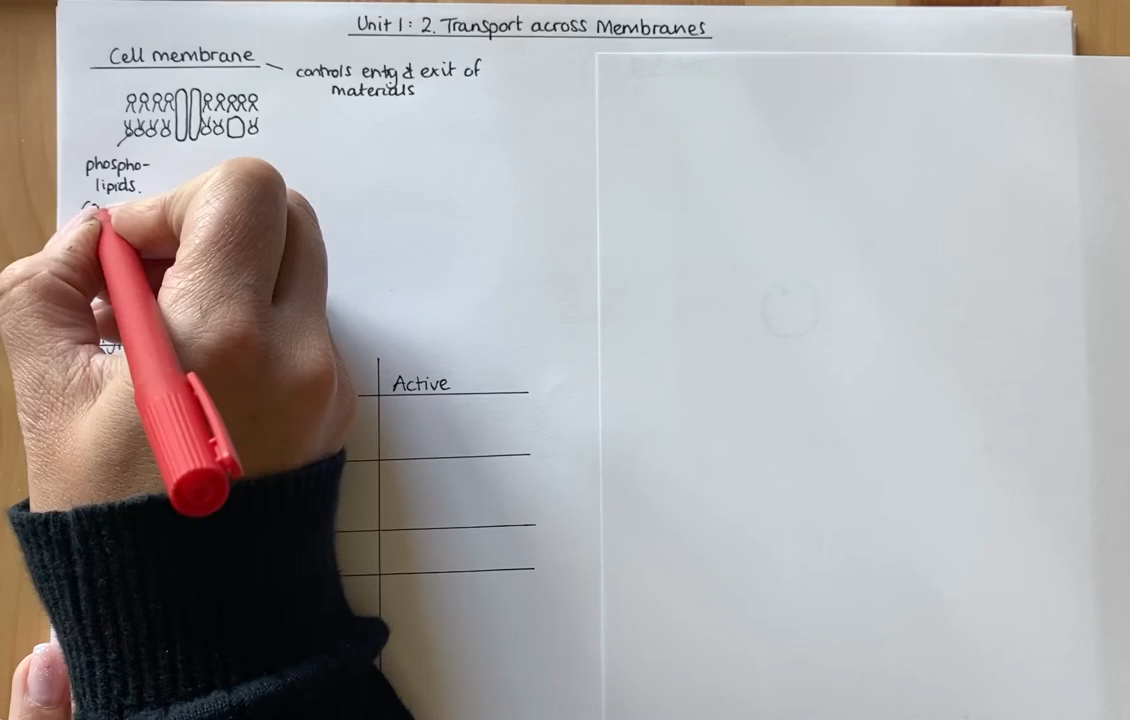 Unit 1: 2. Transport across Membranes
Cell membrane
controls entry & exit of
materials
phospho-
lipids.
Active